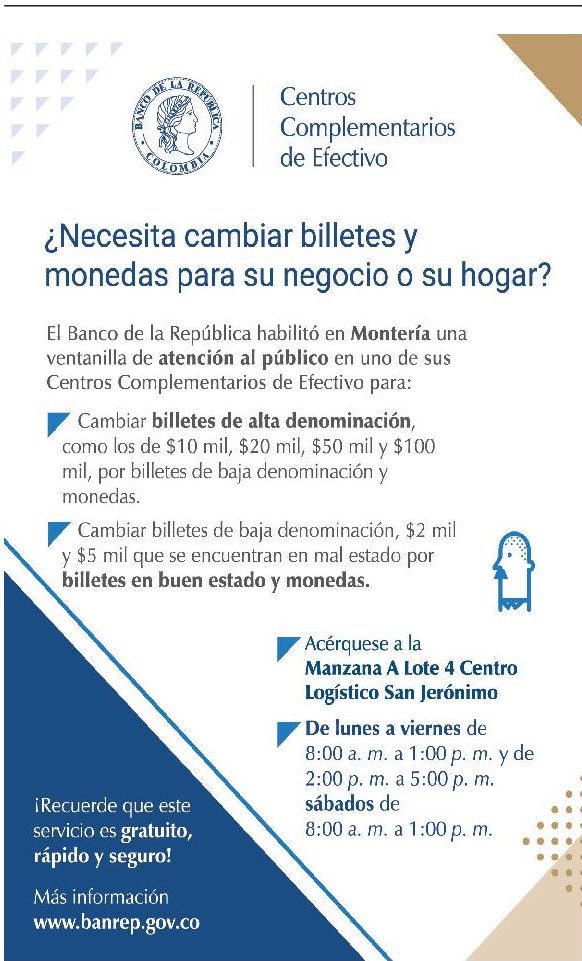 BANCO DE LA REPÚBLICA
COLOMBIA
Centros
Complementarios
de Efectivo
¿Necesita cambiar billetes y
monedas para su negocio o su hogar?
El Banco de la República habilitó en Montería una
ventanilla de atención al público en uno de sus
Centros Complementarios de Efectivo para:
Cambiar billetes de alta denominación,
como los de $10 mil, $20 mil, $50 mil y $100
mil, por billetes de baja denominación y
monedas.
Cambiar billetes de baja denominación, $2 mil
y $5 mil que se encuentran en mal estado por
billetes en buen estado y monedas.
Acérquese a la
Manzana A Lote 4 Centro
Logístico San Jerónimo
De lunes a viernes de
8:00 a. m. a 1:00 p. m. y de
2:00 p. m. a 5:00 p. m.
sábados de
8:00 a. m. a 1:00 p. m.
¡Recuerde que este
servicio es gratuito,
rápido y seguro!
Más información
www.banrep.gov.co